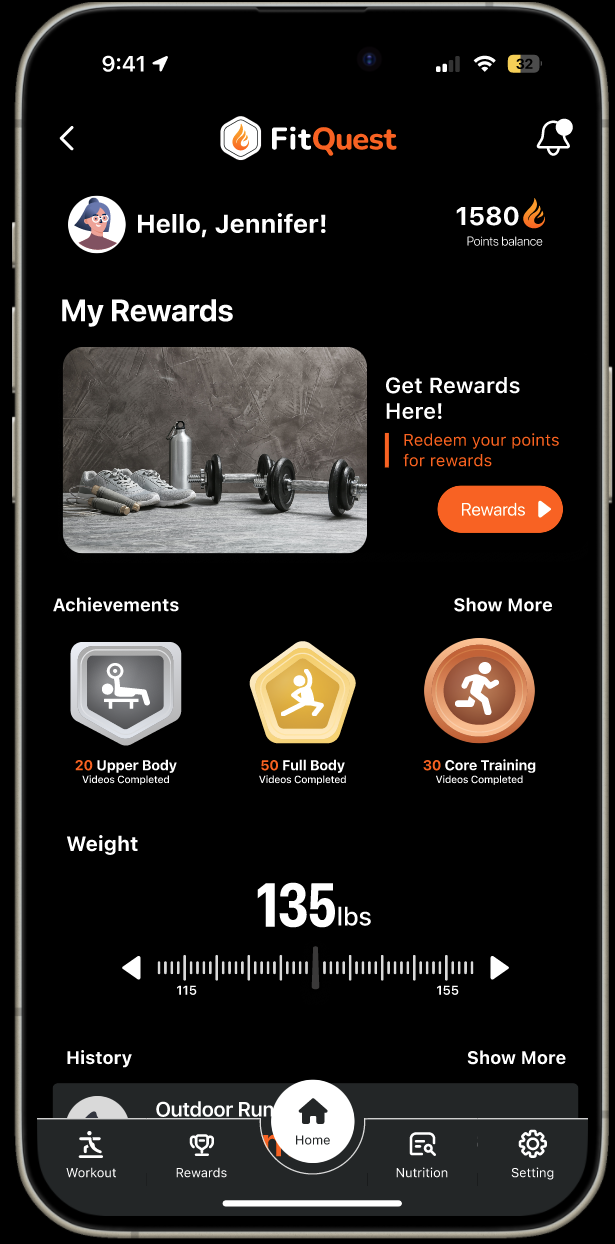 9:41
32
FitQuest
Hello, Jennifer!
1580
Points balance
My Rewards
Get Rewards
Here!
Redeem your points
for rewards
Rewards
Achievements
Show More
20 Upper Body
Videos Completed
50 Full Body
Videos Completed
30 Core Training
Videos Completed
Weight
135lbs
115
155
History
Show More
Outdoor Run
Workout
Rewards
Home
Nutrition
Setting